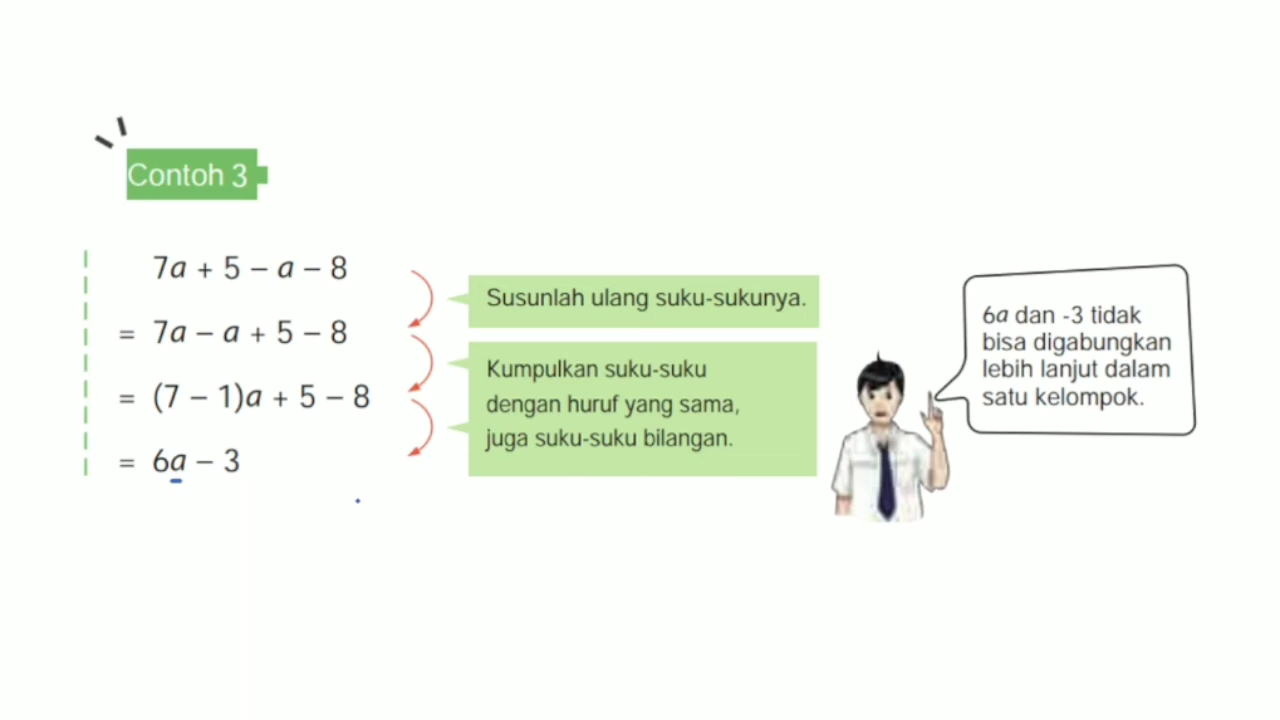 Contoh 3
7a + 5 – a – 8
= 7a – a + 5 – 8
= (7 – 1)a + 5 – 8
= 6a – 3
Susunlah ulang suku-sukunya.
Kumpulkan suku-suku
dengan huruf yang sama,
juga suku-suku bilangan.
6a dan -3 tidak
bisa digabungkan
lebih lanjut dalam
satu kelompok.